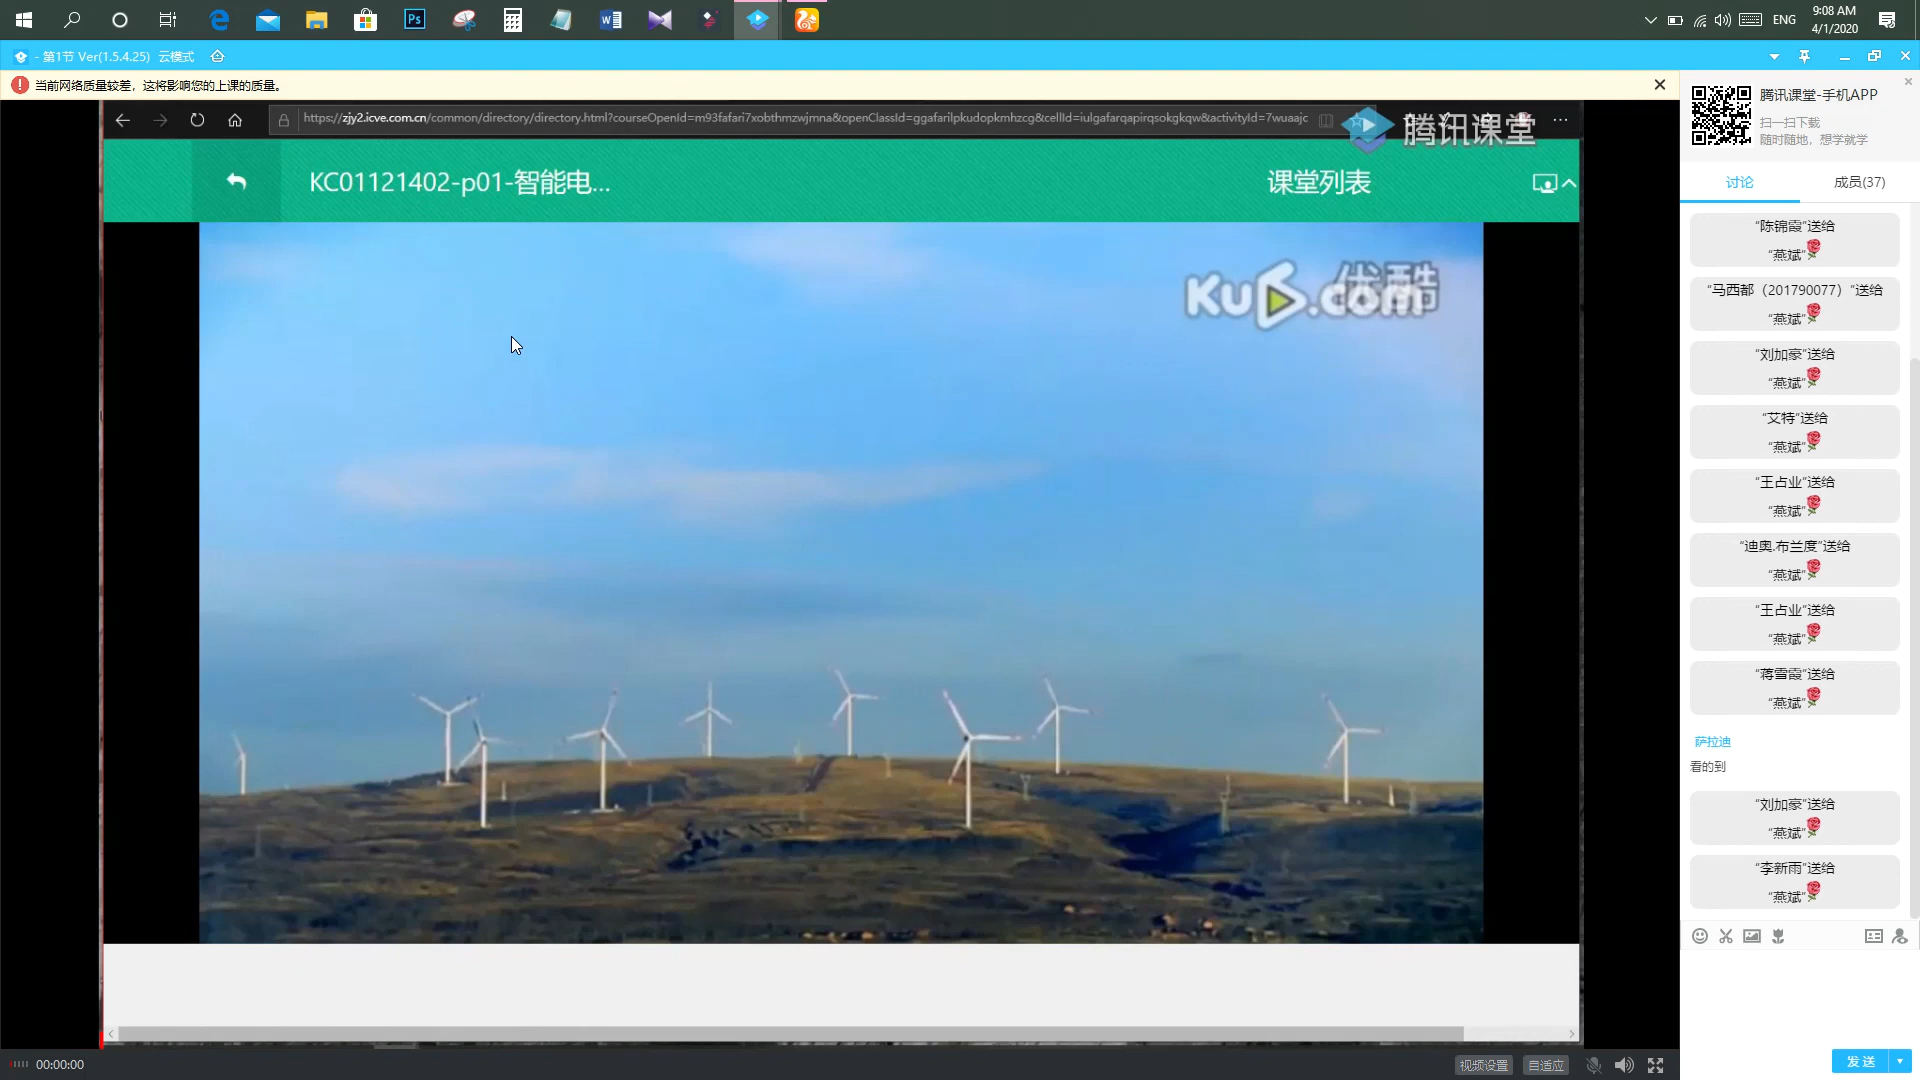 ENG
9:08 AM
4/1/2020
- 第1节 Ver(1.5.4.25) 云模式
当前网络质量较差，这将影响您的上课的质量。
https://zjy2.icve.com.cn/common/directory/directory.html?courseOpenId=m93fafari7xobthmzwjmna&openClassId=ggafarilpkudopkmhzcg&cellId=iulgafarqapirqsokgkqw&activityId=7wuaajc
腾讯课堂
KC01121402-p01-智能电...
课堂列表
Ku6.com
优酷
腾讯课堂-手机APP
扫一扫下载
随时随地，想学就学
讨论
成员(37)
“陈锦霞”送给
“燕斌”
“马西都（201790077）”送给
“燕斌”
“刘加豪”送给
“燕斌”
“艾特”送给
“燕斌”
“王占业”送给
“燕斌”
“迪奥.布兰度”送给
“燕斌”
“王占业”送给
“燕斌”
“蒋雪霞”送给
“燕斌”
萨拉迪
看的到
“刘加豪”送给
“燕斌”
“李新雨”送给
“燕斌”
00:00:00
视频设置
自适应
发送